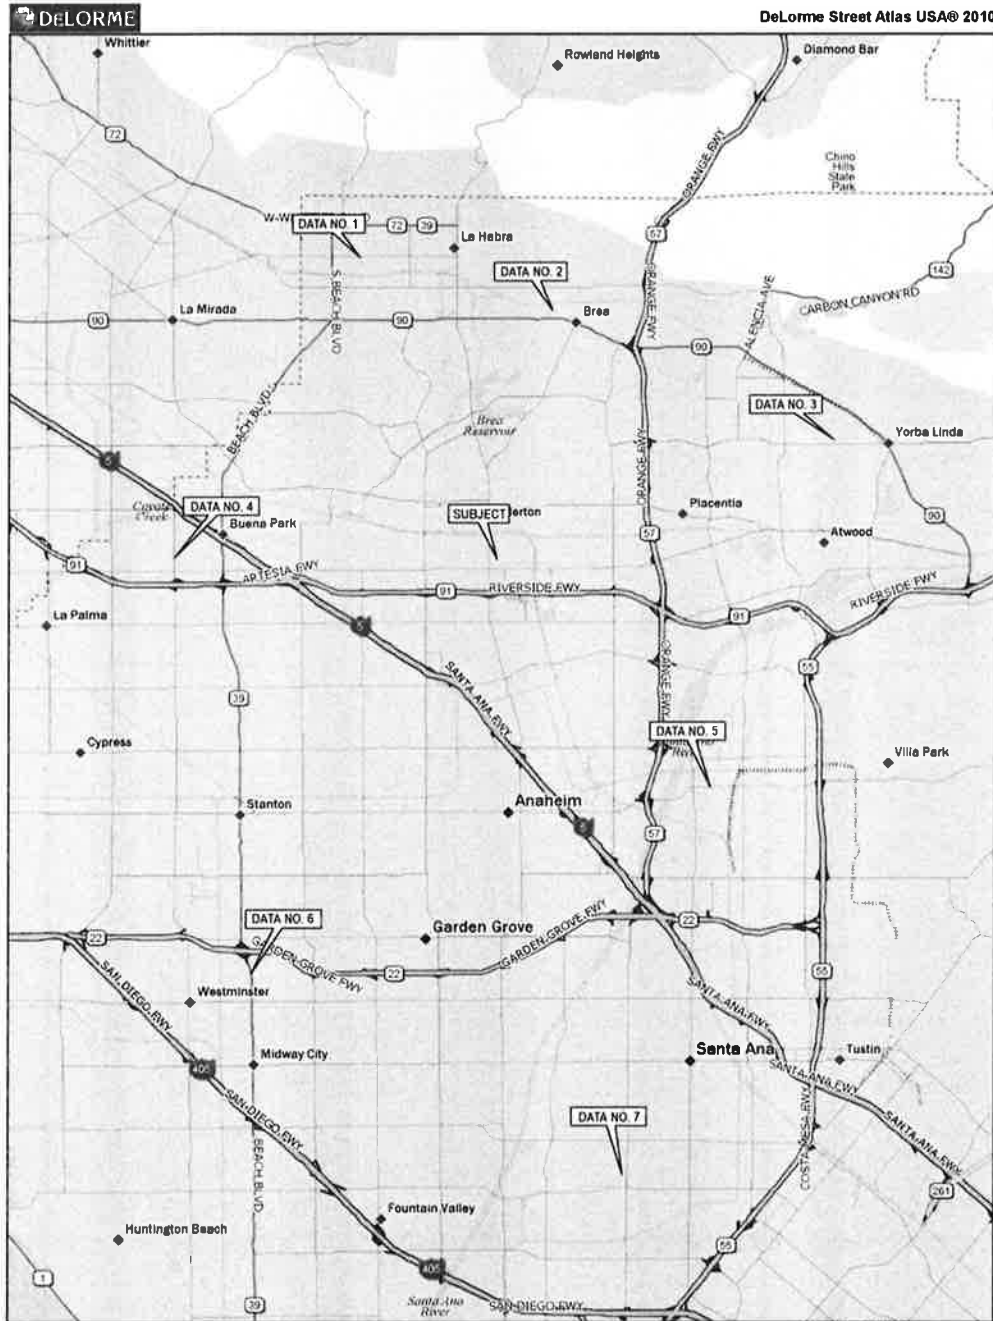 DELORME
DeLorme Street Atlas USA® 2010
Whittier
Rowland Heights
Diamond Bar
72
ORANGE FWY
Chino
Hills
State
Park
DATA NO. 1
72
39
La Habra
57
DATA NO. 2
142
ORANGE FWY
CARBON CANYON RD
S BEACH BLVD
90
La Mirada
90
Brea
90
DATA NO. 3
BEACH BLVD
Brea
Reservoir
Yorba Linda
ORANGE FWY
DATA NO. 4
Creek
Buena Park
SUBJECT
erton
Placentia
57
90
Atwood
91
ARTESIA FWY
91
RIVERSIDE FWY
91
RIVERSIDE FWY
La Palma
55
ORANGE FWY
SANTA ANA FWY
39
DATA NO. 5
Cypress
Villa Park
Stanton
Anaheim
57
DATA NO. 6
Garden Grove
22
22
GARDEN GROVE FWY
GARDEN GROVE FWY
22
55
SAN DIEGO FWY
Westminster
SANTA ANA FWY
Midway City
Santa Ana
Tustin
405
SANTA ANA FWY
SAN DIEGO FWY
DATA NO. 7
COSTA MESA FWY
SANTA ANA FWY
BEACH BLVD
261
Fountain Valley
Huntington Beach
55
405
1
39
Santa Ana
River
SAN DIEGO FWY